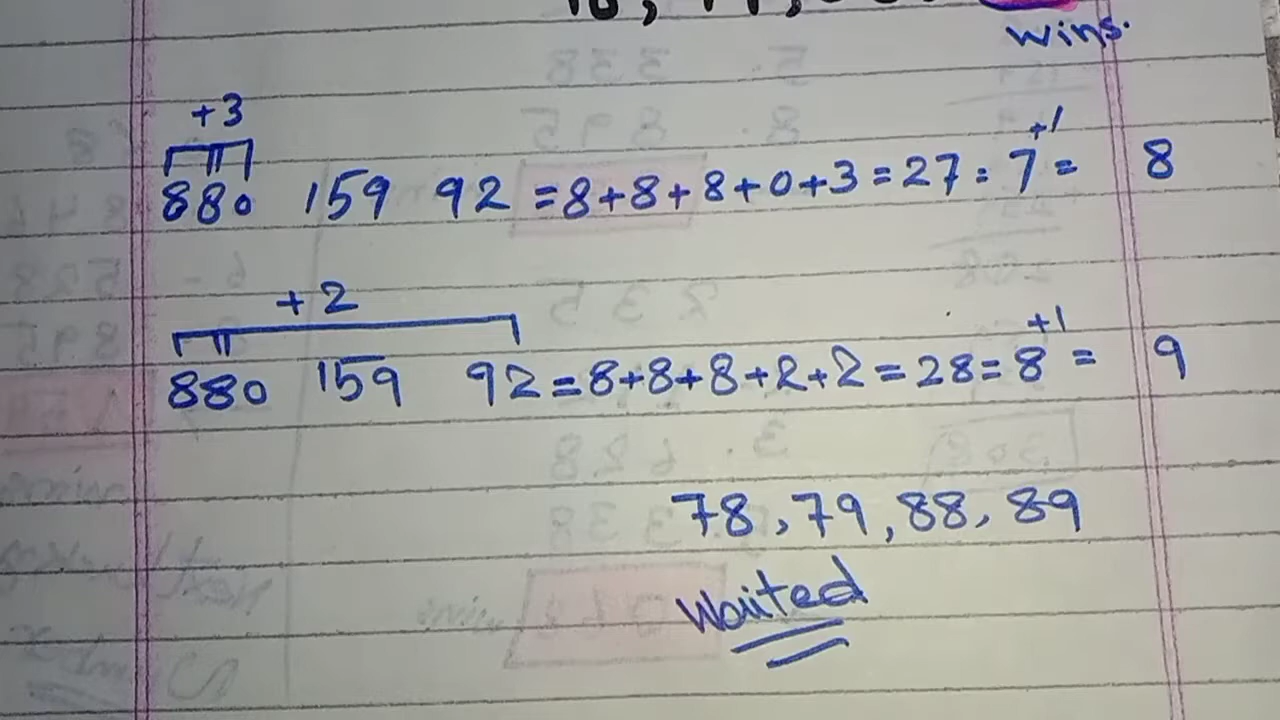 wins.
+3
+1
880 159 92 = 8+8+8+0+3 = 27 = 7 = 8
+2
+1
880 159 92 = 8+8+8+2+2 = 28 = 8 = 9
78, 79, 88, 89
Waited